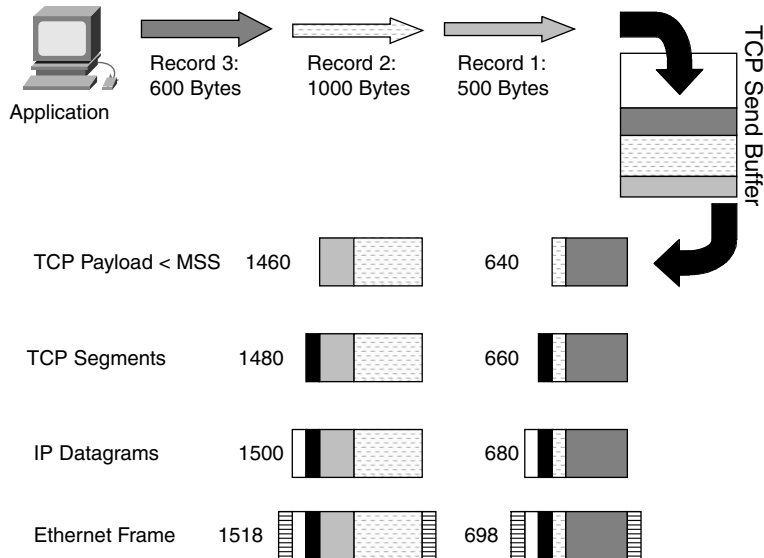 Application
Record 3:
600 Bytes
Record 2:
1000 Bytes
Record 1:
500 Bytes
TCP Send Buffer
TCP Payload < MSS 1460 640
TCP Segments 1480 660
IP Datagrams 1500 680
Ethernet Frame 1518 698